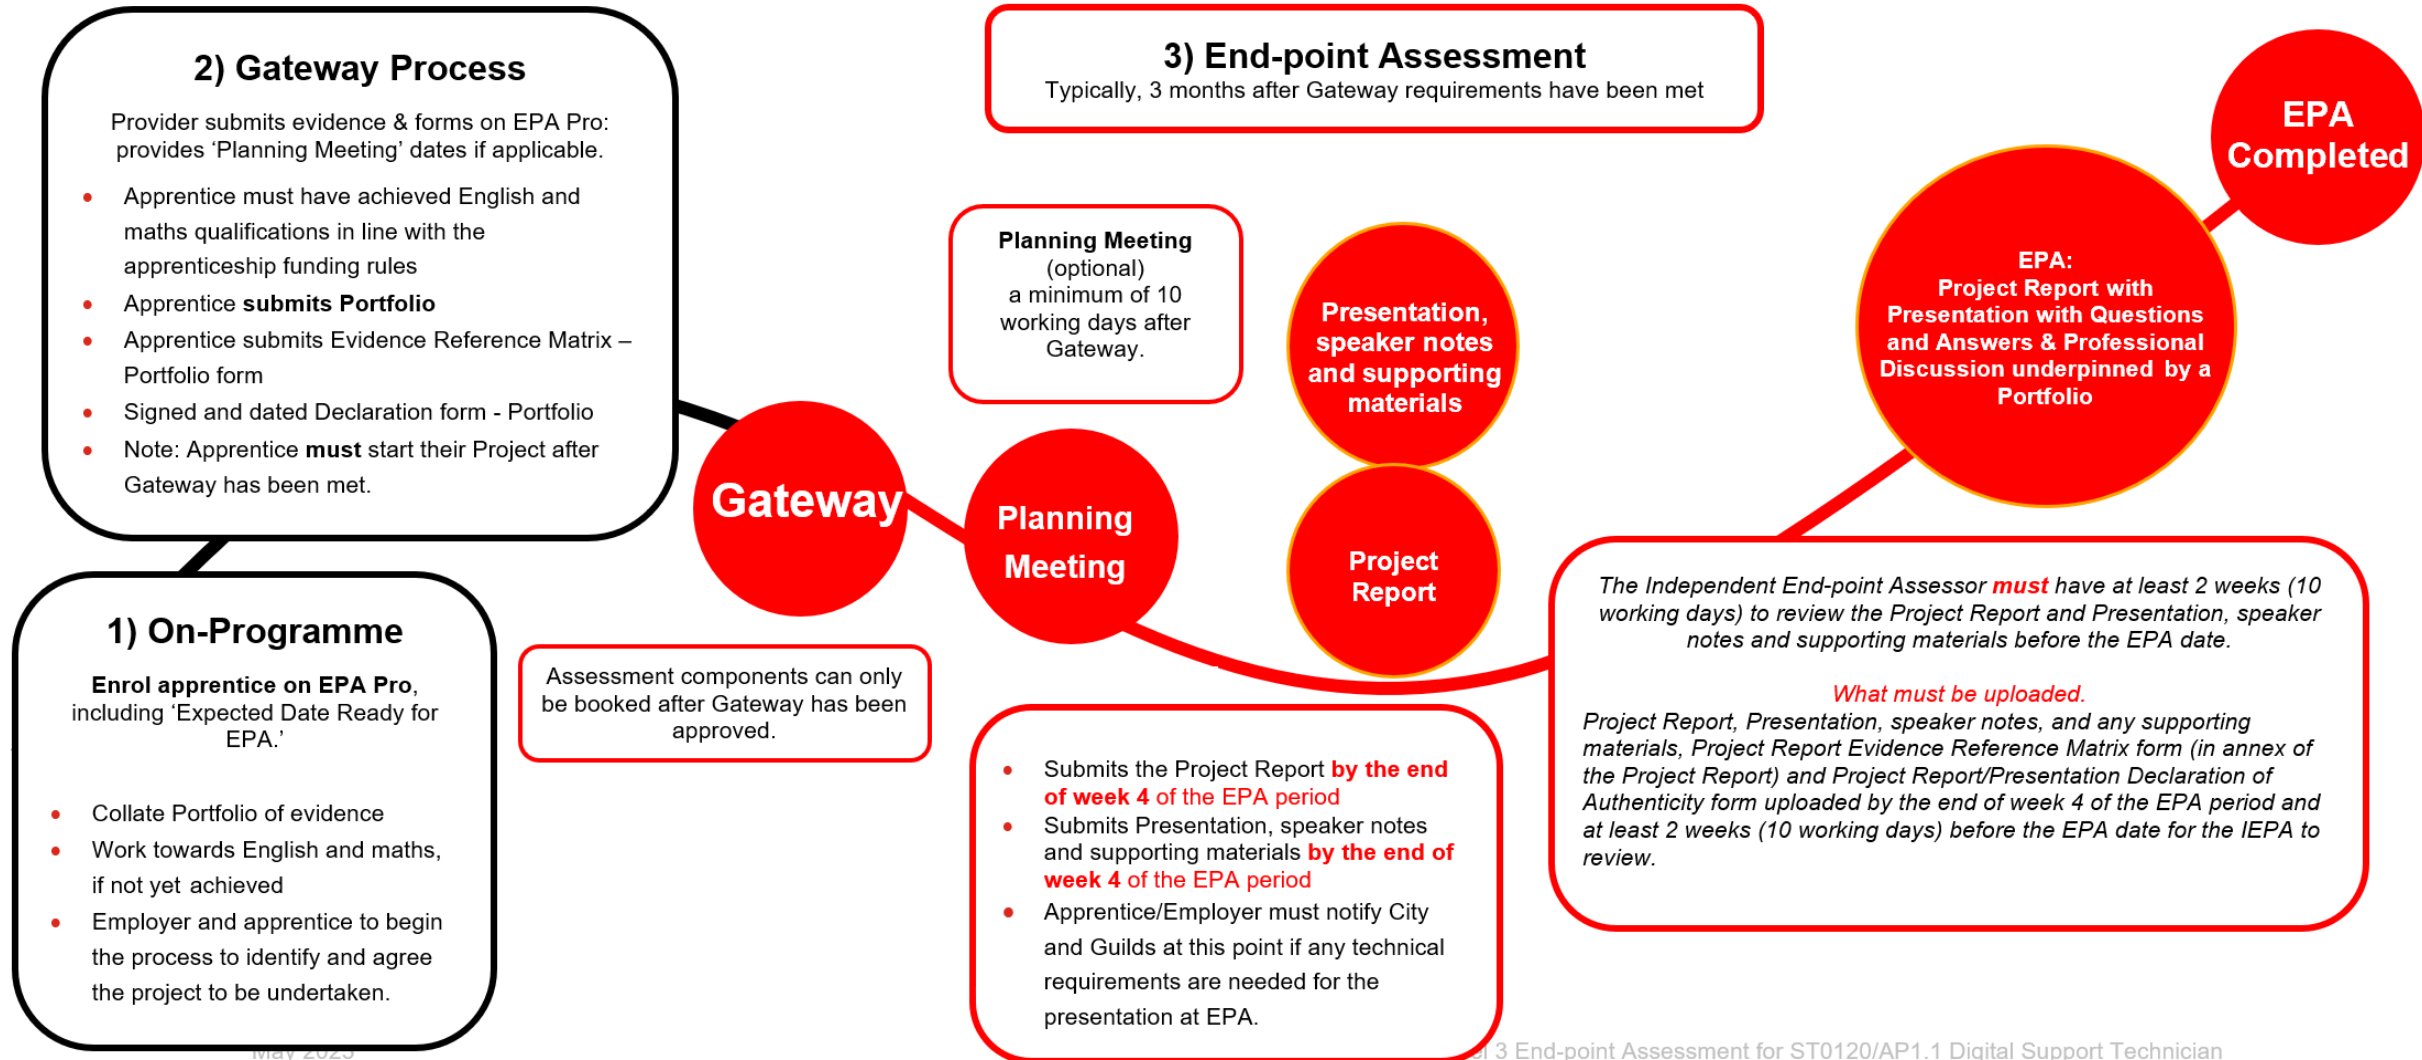 2) Gateway Process
Provider submits evidence & forms on EPA Pro:
provides ‘Planning Meeting’ dates if applicable.
• Apprentice must have achieved English and
maths qualifications in line with the
apprenticeship funding rules
• Apprentice submits Portfolio
• Apprentice submits Evidence Reference Matrix –
Portfolio form
• Signed and dated Declaration form - Portfolio
• Note: Apprentice must start their Project after
Gateway has been met.
1) On-Programme
Enrol apprentice on EPA Pro,
including ‘Expected Date Ready for
EPA.’
• Collate Portfolio of evidence
• Work towards English and maths,
if not yet achieved
• Employer and apprentice to begin
the process to identify and agree
the project to be undertaken.
Gateway
Assessment components can only
be booked after Gateway has been
approved.
3) End-point Assessment
Typically, 3 months after Gateway requirements have been met
Planning Meeting
(optional)
a minimum of 10
working days after
Gateway.
Planning
Meeting
Presentation,
speaker notes
and supporting
materials
Project
Report
• Submits the Project Report by the end
of week 4 of the EPA period
• Submits Presentation, speaker notes
and supporting materials by the end of
week 4 of the EPA period
• Apprentice/Employer must notify City
and Guilds at this point if any technical
requirements are needed for the
presentation at EPA.
The Independent End-point Assessor must have at least 2 weeks (10
working days) to review the Project Report and Presentation, speaker
notes and supporting materials before the EPA date.
What must be uploaded.
Project Report, Presentation, speaker notes, and any supporting
materials, Project Report Evidence Reference Matrix form (in annex of
the Project Report) and Project Report/Presentation Declaration of
Authenticity form uploaded by the end of week 4 of the EPA period and
at least 2 weeks (10 working days) before the EPA date for the IEPA to
review.
EPA:
Project Report with
Presentation with Questions
and Answers & Professional
Discussion underpinned by a
Portfolio
EPA
Completed
May
3 End-point Assessment for ST0120/AP1.1 Digital Support Technician